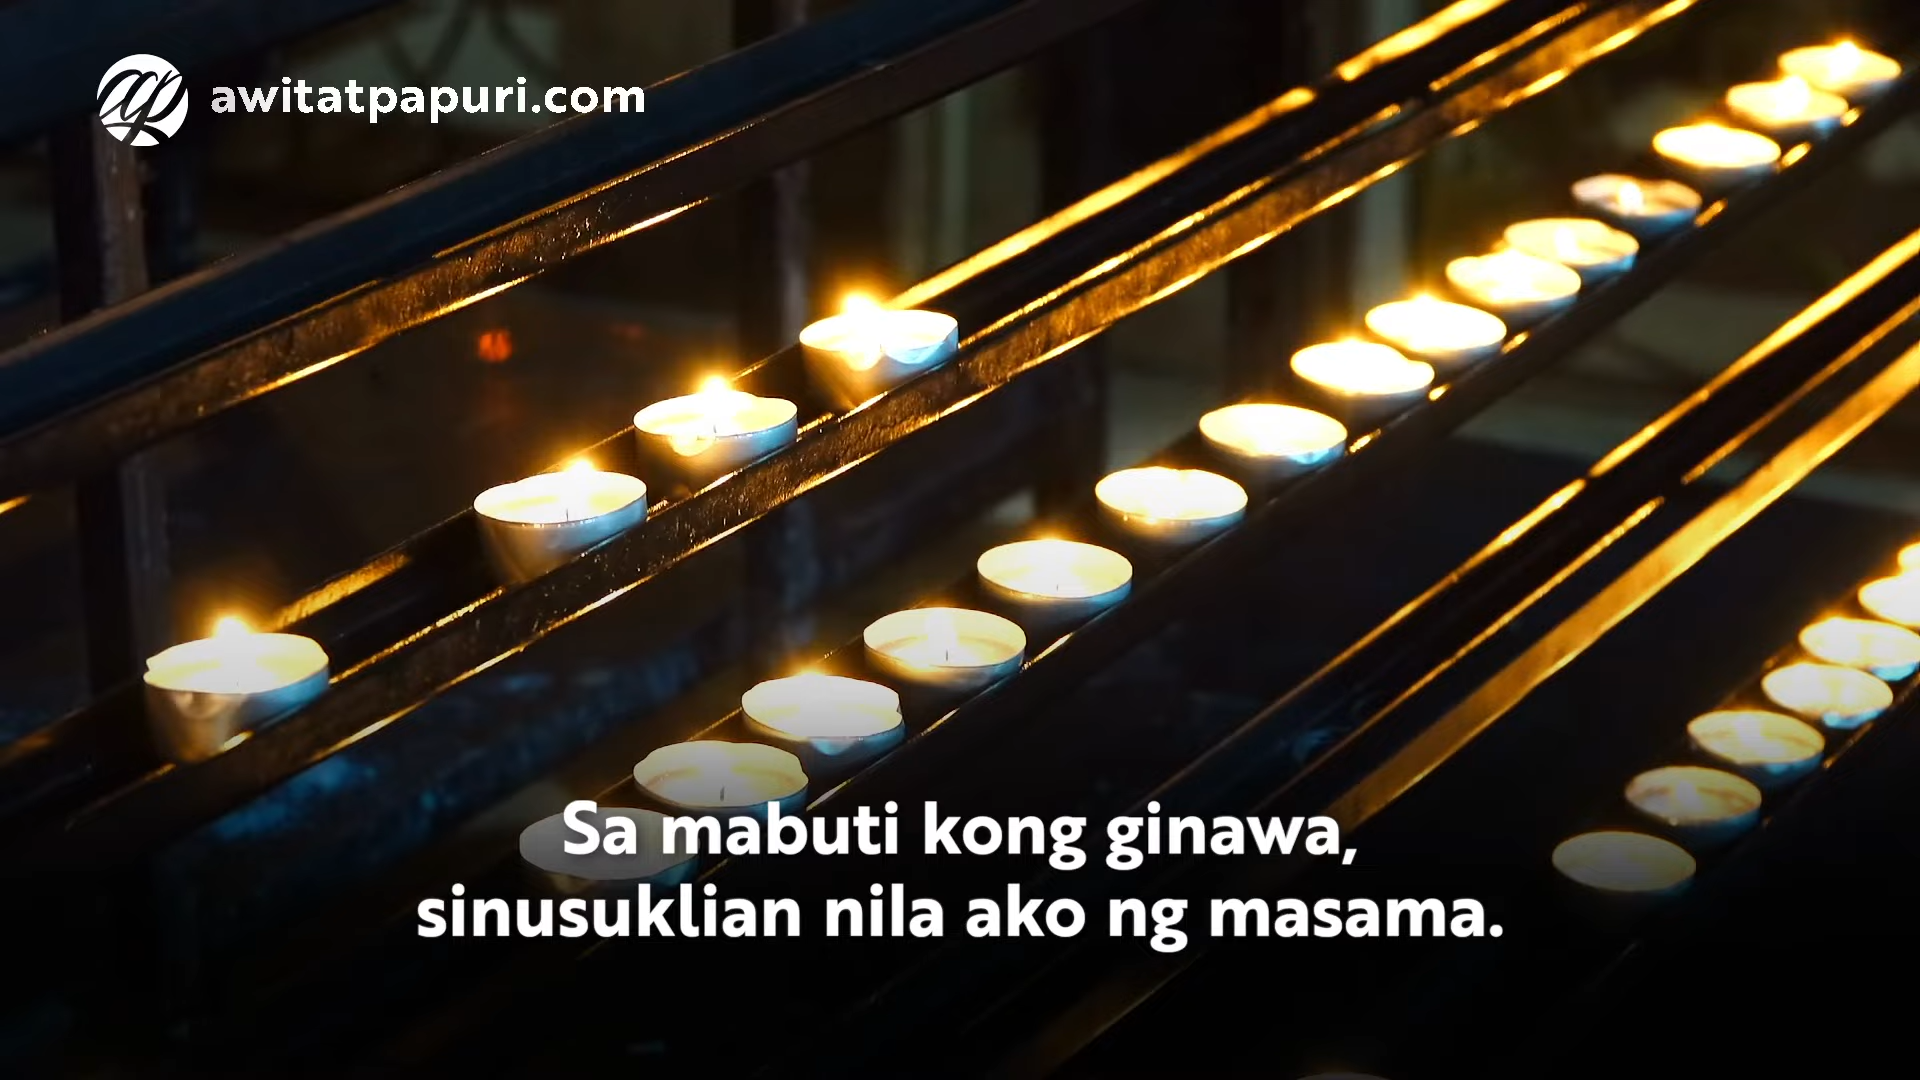 awitatpapuri.com
Sa mabuti kong ginawa,
sinusuklian nila ako ng masama.